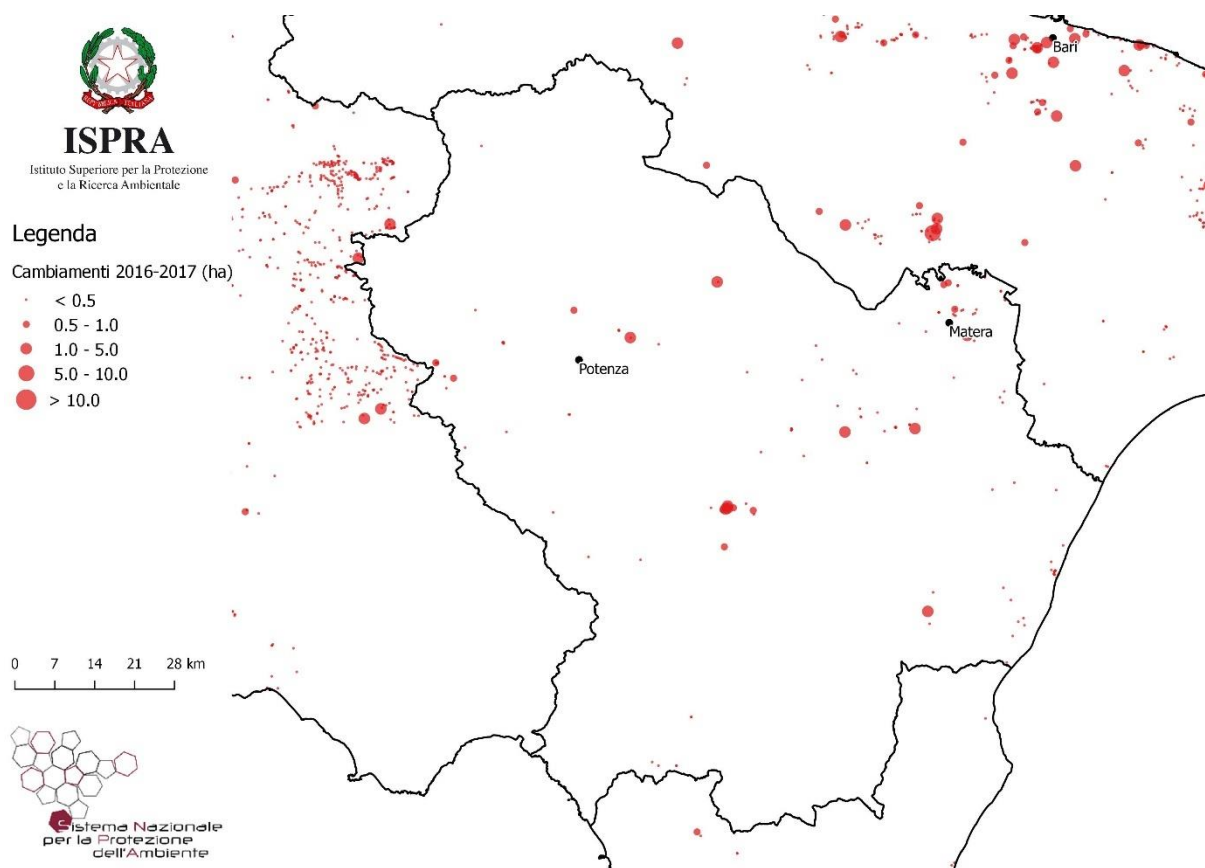 REPVBBLICA ITALIANA
ISPRA
Istituto Superiore per la Protezione
e la Ricerca Ambientale
Legenda
Cambiamenti 2016-2017 (ha)
< 0.5
0.5 - 1.0
1.0 - 5.0
5.0 - 10.0
> 10.0
0 7 14 21 28 km
Sistema Nazionale
per la Protezione
dell'Ambiente
Bari
Matera
Potenza